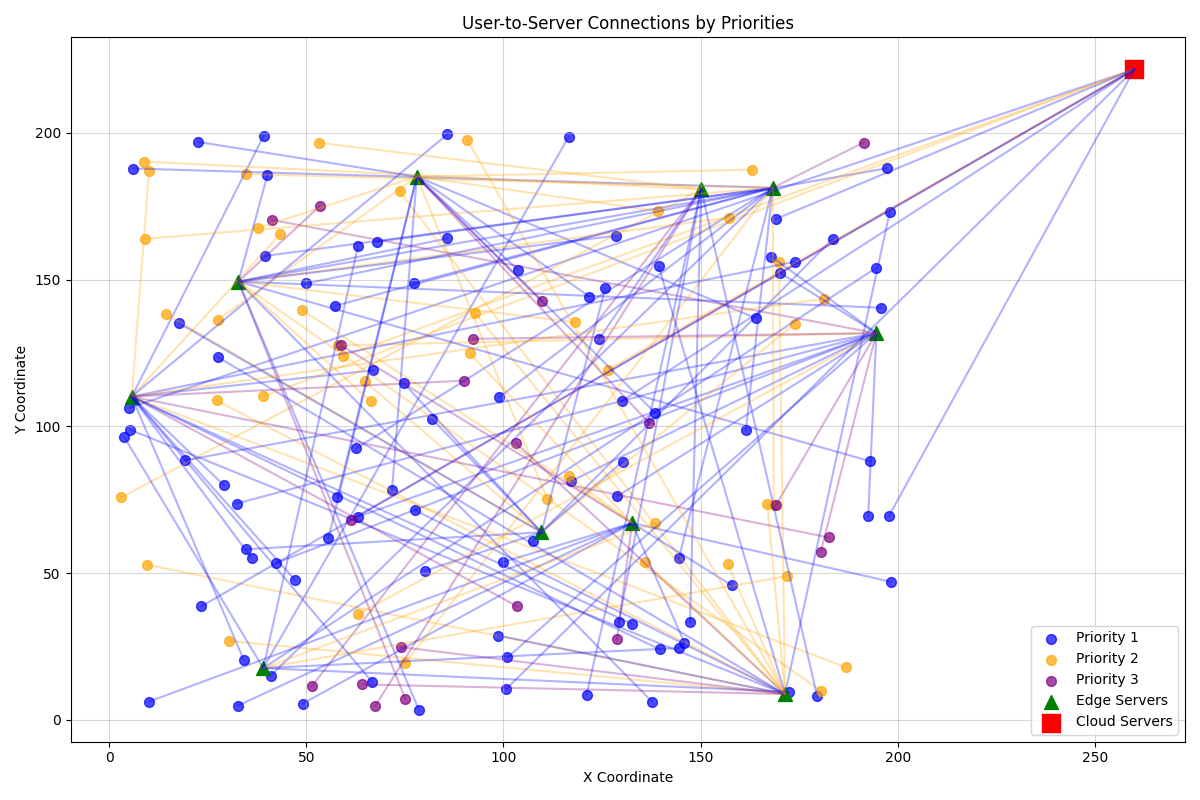 User-to-Server Connections by Priorities
Y Coordinate
200
150
100
50
0
0 50 100 150 200 250
X Coordinate
Priority 1
Priority 2
Priority 3
Edge Servers
Cloud Servers